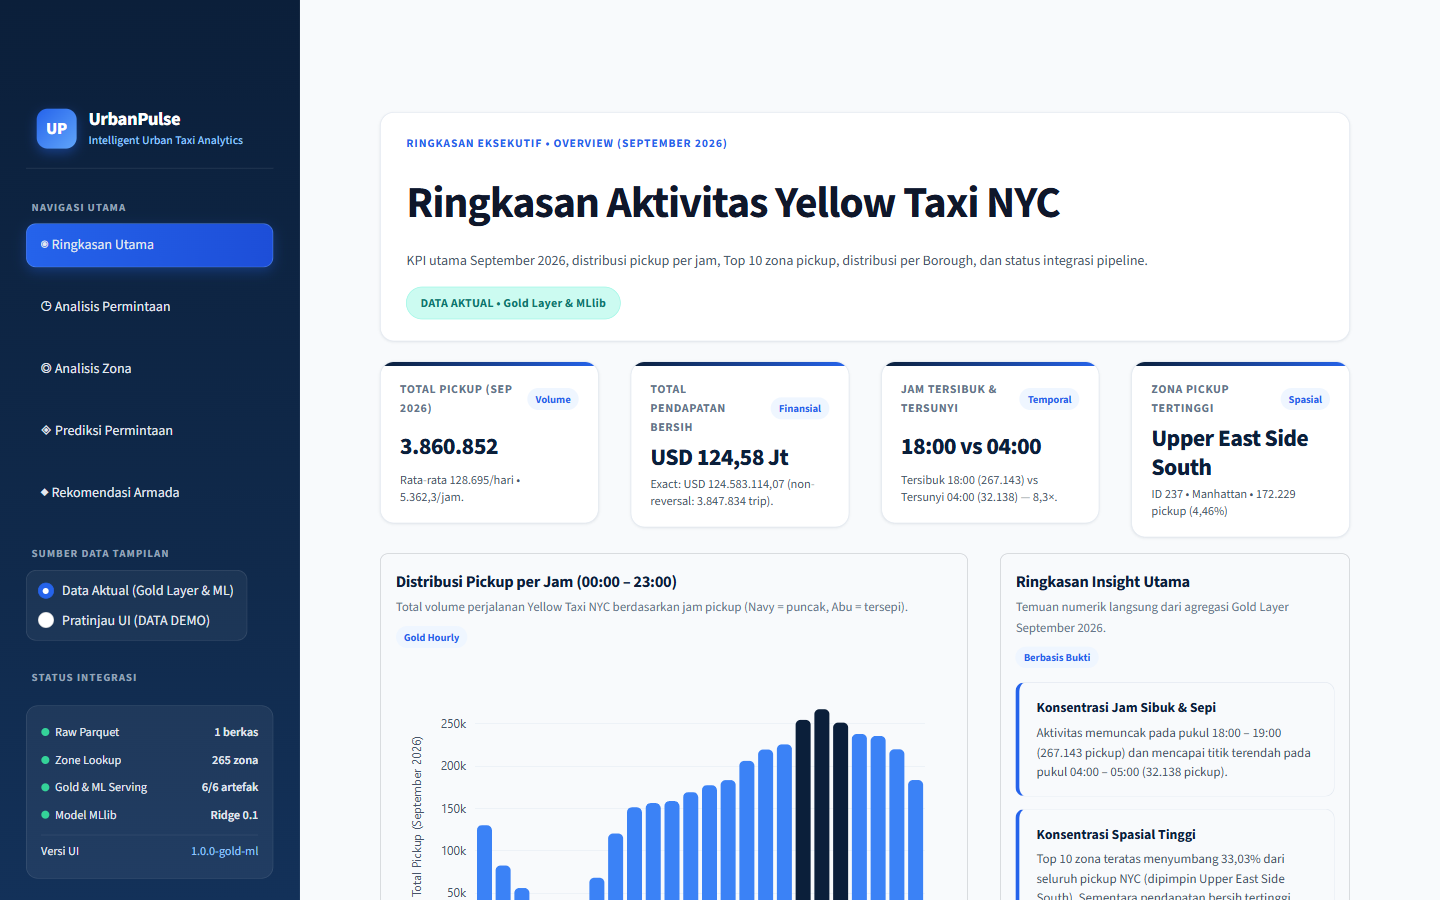 UP
UrbanPulse
Intelligent Urban Taxi Analytics
NAVIGASI UTAMA
Ringkasan Utama
Analisis Permintaan
Analisis Zona
Prediksi Permintaan
Rekomendasi Armada
SUMBER DATA TAMPILAN
Data Aktual (Gold Layer & ML)
Pratinjau UI (DATA DEMO)
STATUS INTEGRASI
Raw Parquet 1 berkas
Zone Lookup 265 zona
Gold & ML Serving 6/6 artefak
Model MLlib Ridge 0.1
Versi UI 1.0.0-gold-ml
RINGKASAN EKSEKUTIF • OVERVIEW (SEPTEMBER 2026)
Ringkasan Aktivitas Yellow Taxi NYC
KPI utama September 2026, distribusi pickup per jam, Top 10 zona pickup, distribusi per Borough, dan status integrasi pipeline.
DATA AKTUAL • Gold Layer & MLlib
TOTAL PICKUP (SEP
2026)
Volume
3.860.852
Rata-rata 128.695/hari •
5.362,3/jam.
TOTAL
PENDAPATAN
BERSIH
Finansial
USD 124,58 Jt
Exact: USD 124.583.114,07 (non-
reversal: 3.847.834 trip).
JAM TERSIBUK &
TERSUNYI
Temporal
18:00 vs 04:00
Tersibuk 18:00 (267.143) vs
Tersunyi 04:00 (32.138) — 8,3×.
ZONA PICKUP
TERTINGGI
Spasial
Upper East Side
South
ID 237 • Manhattan • 172.229
pickup (4,46%)
Distribusi Pickup per Jam (00:00 – 23:00)
Total volume perjalanan Yellow Taxi NYC berdasarkan jam pickup (Navy = puncak, Abu = tersepi).
Gold Hourly
Total Pickup (September 2026)
250k
200k
150k
100k
50k
Ringkasan Insight Utama
Temuan numerik langsung dari agregasi Gold Layer
September 2026.
Berbasis Bukti
Konsentrasi Jam Sibuk & Sepi
Aktivitas memuncak pada pukul 18:00 – 19:00
(267.143 pickup) dan mencapai titik terendah pada
pukul 04:00 – 05:00 (32.138 pickup).
Konsentrasi Spasial Tinggi
Top 10 zona teratas menyumbang 33,03% dari
seluruh pickup NYC (dipimpin Upper East Side
South). Sementara pendapatan bersih tertinggi